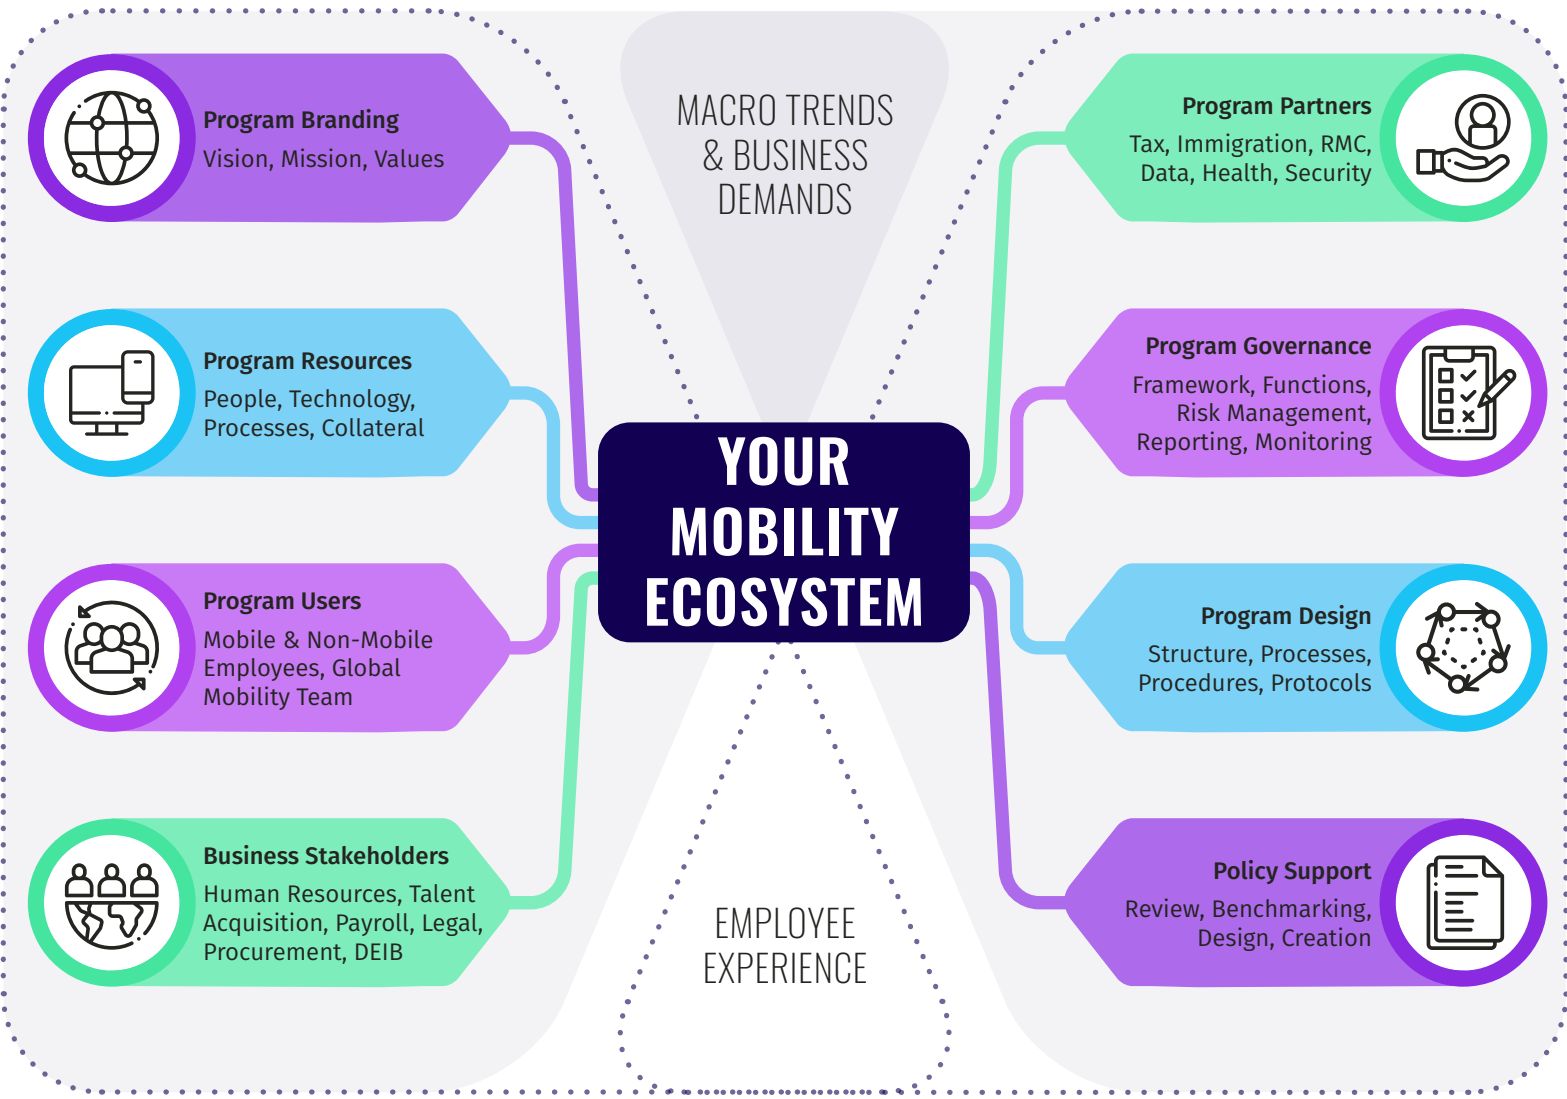 Program Branding
Vision, Mission, Values
Program Resources
People, Technology,
Processes, Collateral
Program Users
Mobile & Non-Mobile
Employees, Global
Mobility Team
Business Stakeholders
Human Resources, Talent
Acquisition, Payroll, Legal,
Procurement, DEIB
MACRO TRENDS
& BUSINESS
DEMANDS
YOUR
MOBILITY
ECOSYSTEM
EMPLOYEE
EXPERIENCE
Program Partners
Tax, Immigration, RMC,
Data, Health, Security
Program Governance
Framework, Functions,
Risk Management,
Reporting, Monitoring
Program Design
Structure, Processes,
Procedures, Protocols
Policy Support
Review, Benchmarking,
Design, Creation